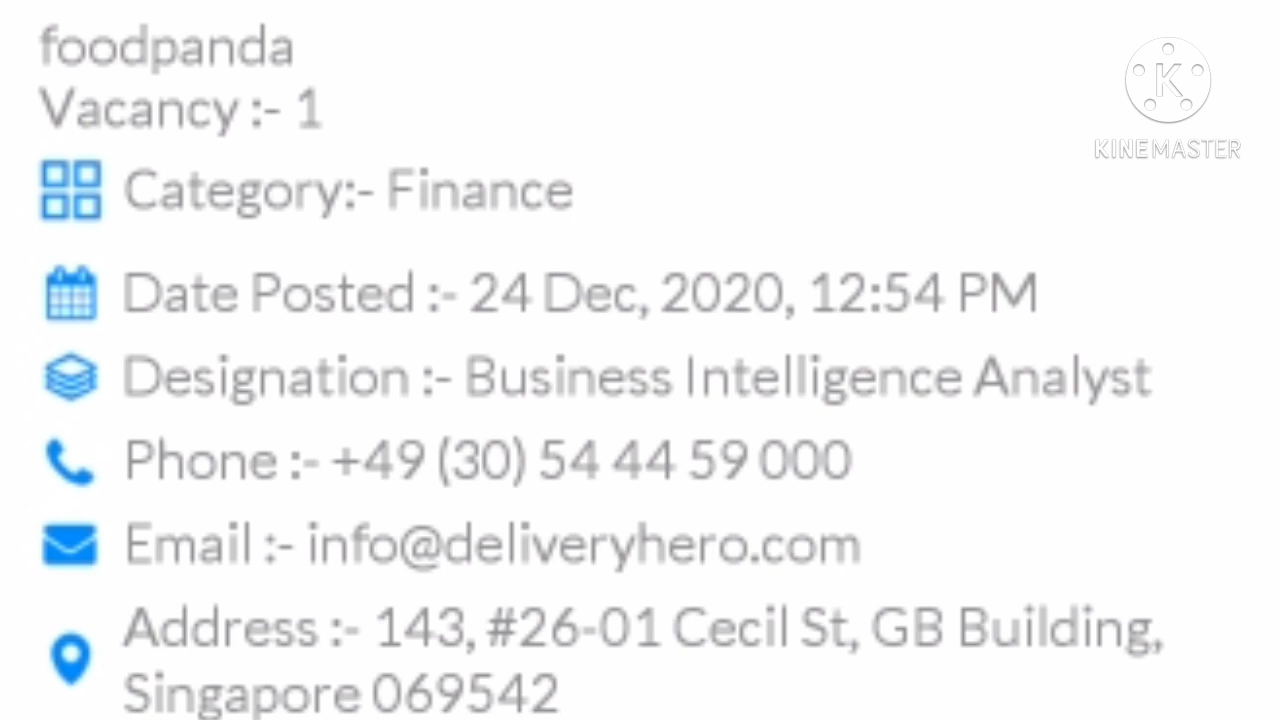 foodpanda
Vacancy :- 1
K
KINEMASTER
Category:- Finance
Date Posted :- 24 Dec, 2020, 12:54 PM
Designation :- Business Intelligence Analyst
Phone :- +49 (30) 54 44 59 000
Email :- info@deliveryhero.com
Address :- 143, #26-01 Cecil St, GB Building,
Singapore 069542